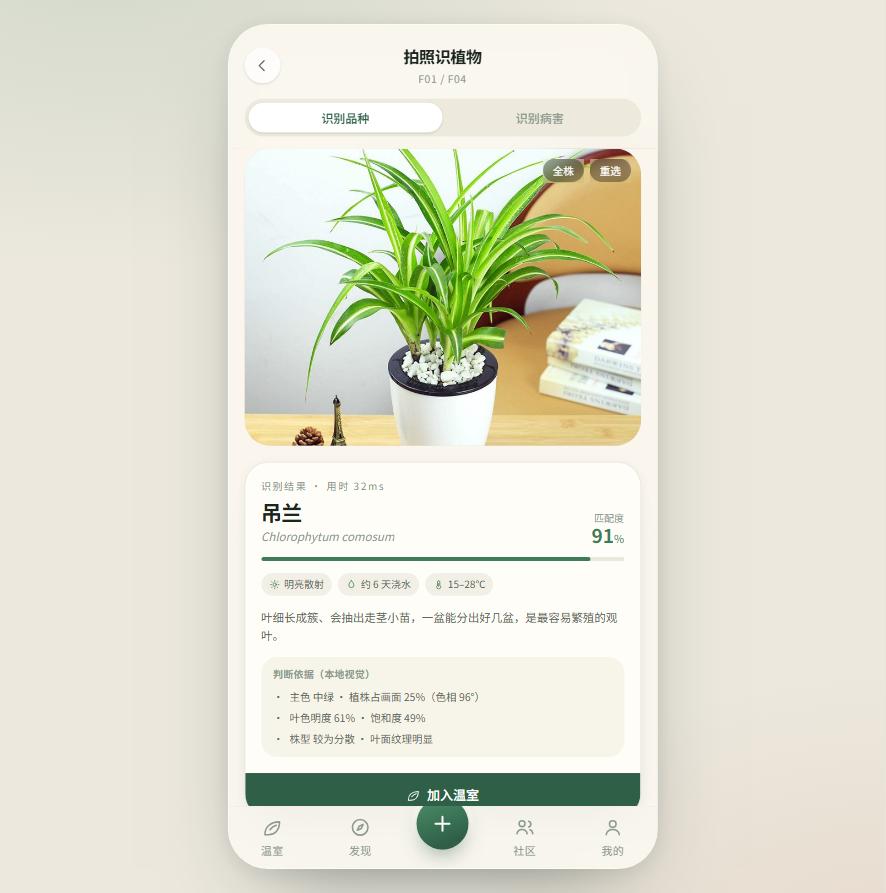 拍照识植物
F01 / F04
识别品种
识别病害
全株
重选
识别结果 · 用时 32ms
吊兰
Chlorophytum comosum
匹配度
91%
明亮散射
约 6 天浇水
15–28℃
叶细长成簇、会抽出走茎小苗，一盆能分出好几盆，是最容易繁殖的观
叶。
判断依据（本地视觉）
· 主色 中绿 · 植株占画面 25%（色相 96°）
· 叶色明度 61% · 饱和度 49%
· 株型 较为分散 · 叶面纹理明显
加入温室
温室
发现
社区
我的